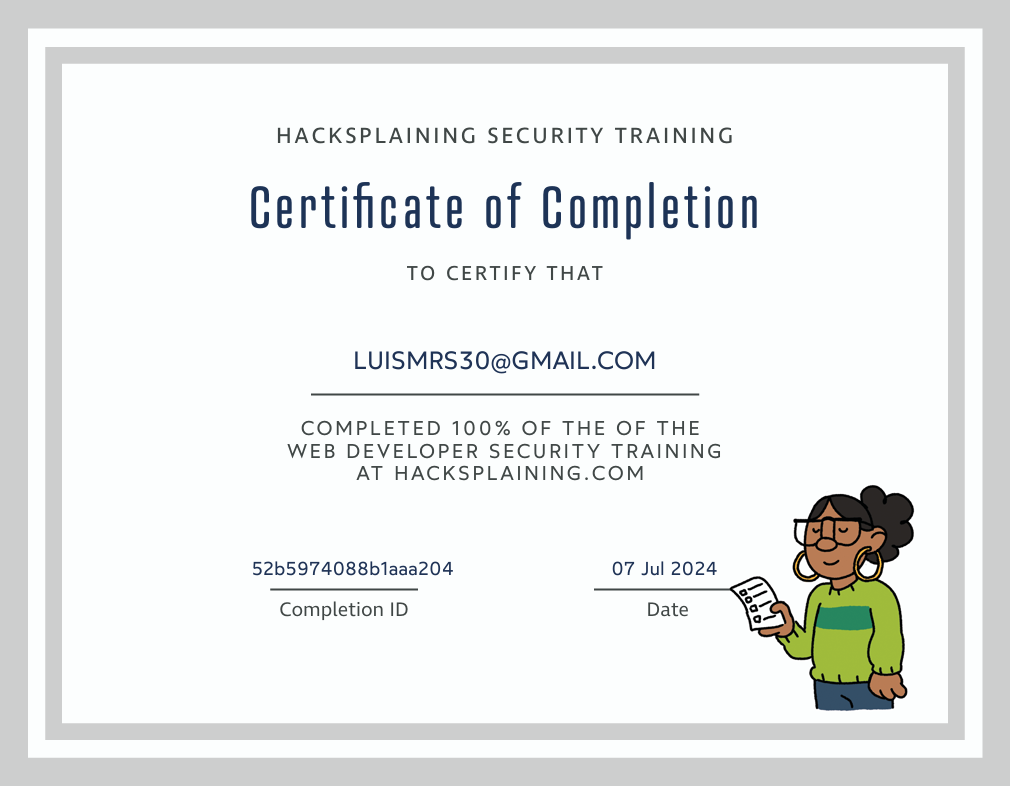 HACKSPLAINING SECURITY TRAINING
Certificate of Completion
TO CERTIFY THAT
LUISMRS30@GMAIL.COM
COMPLETED 100% OF THE OF THE
WEB DEVELOPER SECURITY TRAINING
AT HACKSPLAINING.COM
52b5974088b1aaa204
Completion ID
07 Jul 2024
Date